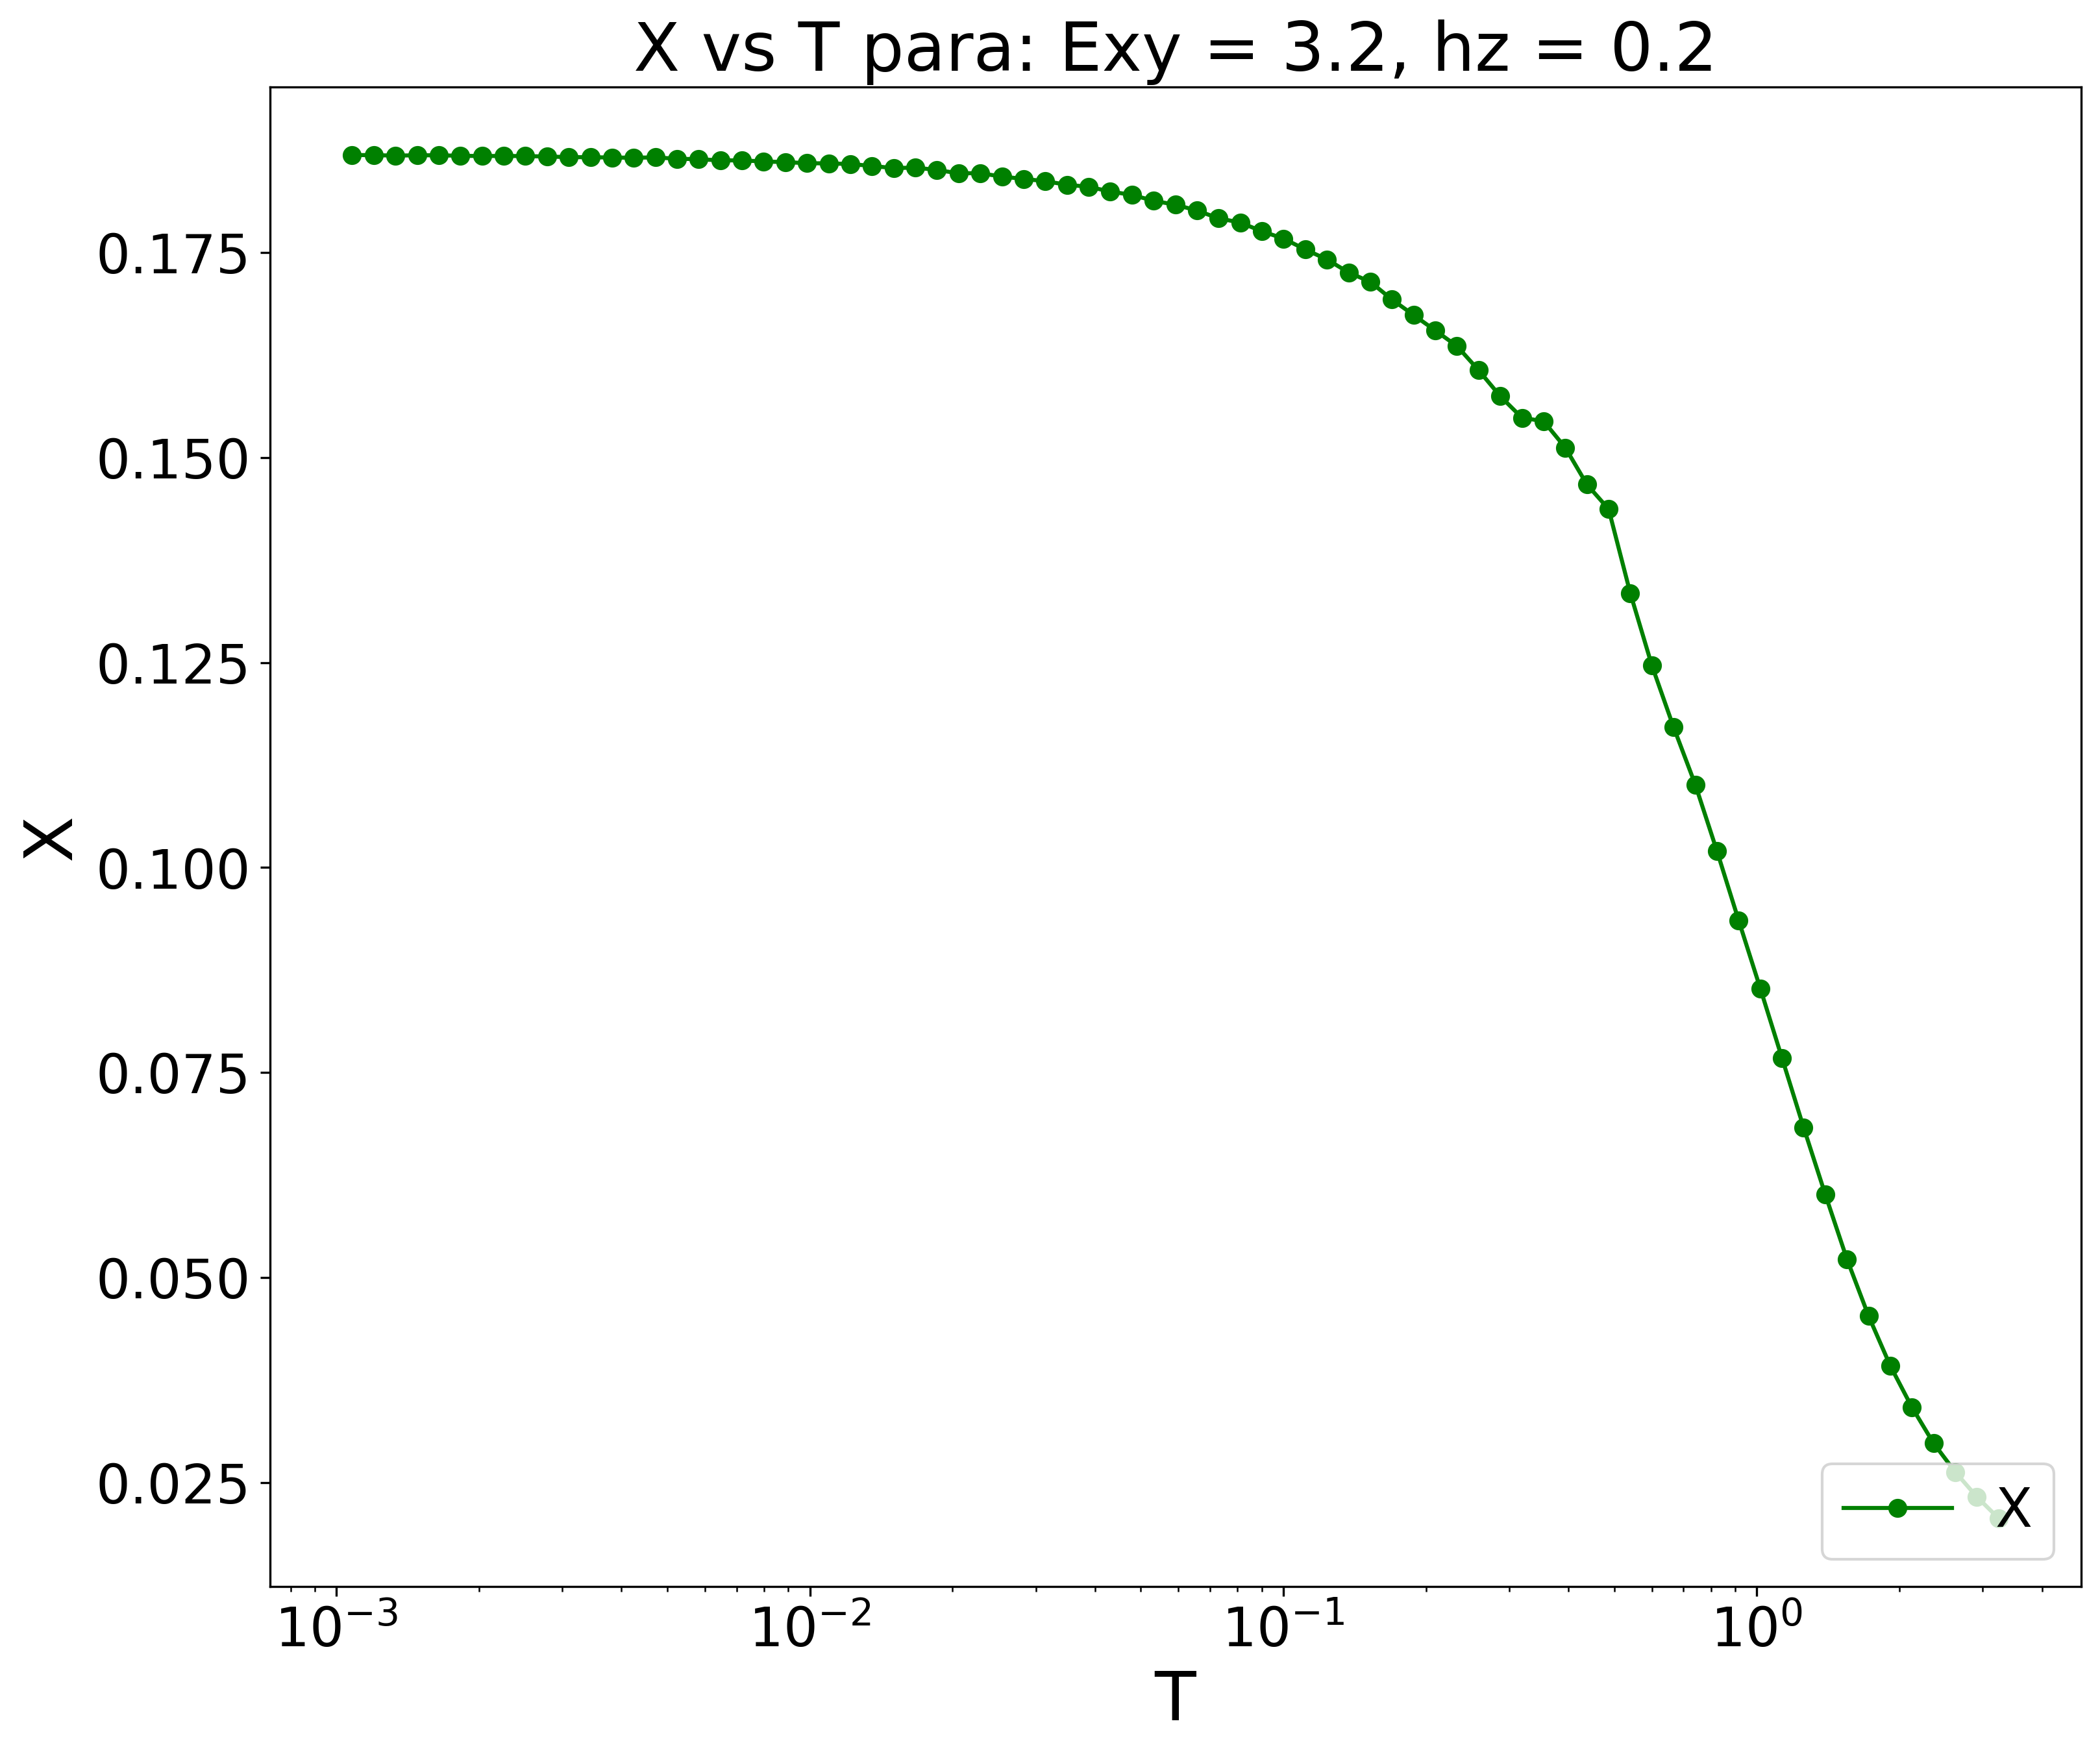 X vs T para: Exy = 3.2, hz = 0.2
X
0.175
0.150
0.125
0.100
0.075
0.050
0.025
X
10⁻³ 10⁻² 10⁻¹ 10⁰
T